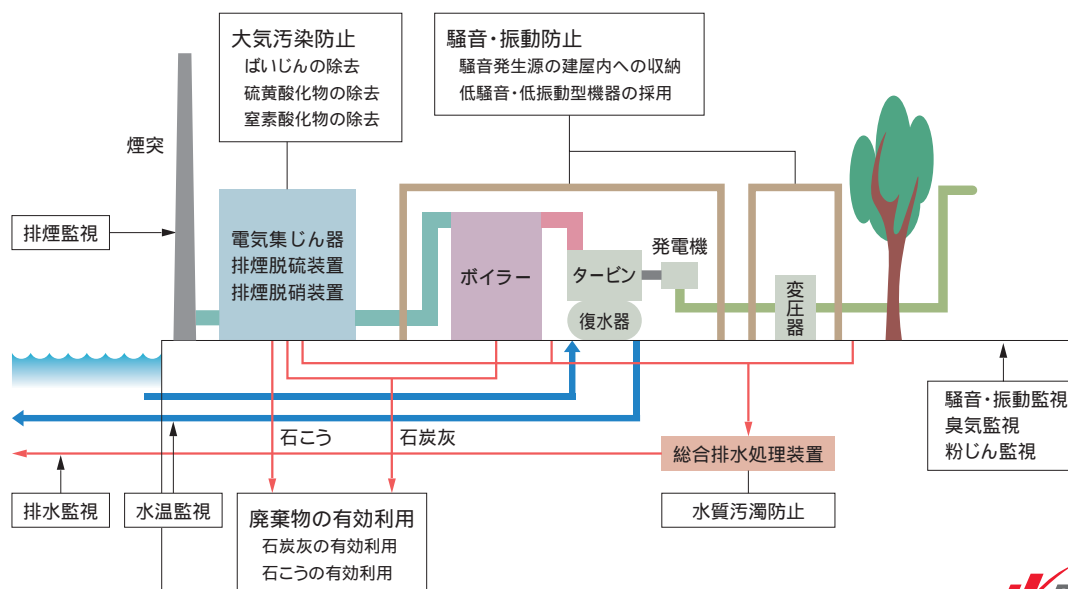 大気汚染防止
ばいじんの除去
硫黄酸化物の除去
窒素酸化物の除去
騒音・振動防止
騒音発生源の建屋内への収納
低騒音・低振動型機器の採用
煙突
排煙監視
電気集じん器
排煙脱硫装置
排煙脱硝装置
ボイラー
タービン
発電機
復水器
変圧器
騒音・振動監視
臭気監視
粉じん監視
石こう
石炭灰
総合排水処理装置
排水監視
水温監視
廃棄物の有効利用
石炭灰の有効利用
石こうの有効利用
水質汚濁防止